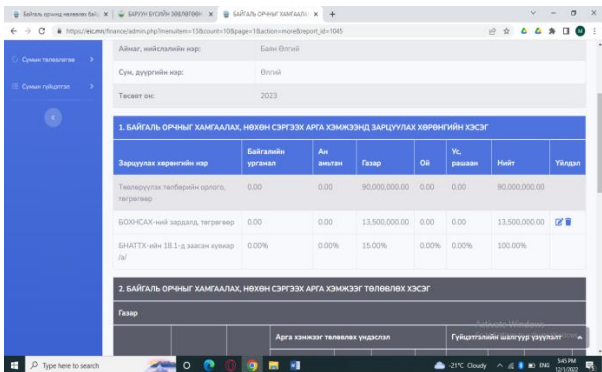 Байгаль орчинд нөлөөлөх байд
БАРУУН БҮСИЙН ЗӨВЛӨГӨӨН
БАЙГАЛЬ ОРЧНЫГ ХАМГААЛАХ
https://eic.mn/finance/admin.php?menuitem=13&count=10&page=1&action=more&report_id=1045
Сумын төлөвлөгөө
Сумын гүйцэтгэл
Аймаг, нийслэлийн нэр: Баян Өлгий
Сум, дүүргийн нэр: Өлгий
Төсөвт он: 2023
1. БАЙГАЛЬ ОРЧНЫГ ХАМГААЛАХ, НӨХӨН СЭРГЭЭХ АРГА ХЭМЖЭЭНД ЗАРЦУУЛАХ ХӨРӨНГИЙН ХЭСЭГ
Зарцуулах хөрөнгийн нэр Байгалийн ургамал Ан амьтан Газар Ой Ус, рашаан Нийт Үйлдэл
Төвлөрүүлэх төлбөрийн орлого, төгрөгөөр 0.00 0.00 90,000,000.00 0.00 0.00 90,000,000.00
БОХНСАХ-ний зардалд, төгрөгөөр 0.00 0.00 13,500,000.00 0.00 0.00 13,500,000.00
БНАТТХ-ийн 18.1-д заасан хувиар /а/ 0.00% 0.00% 15.00% 0.00% 0.00% 100.00%
2. БАЙГАЛЬ ОРЧНЫГ ХАМГААЛАХ, НӨХӨН СЭРГЭЭХ АРГА ХЭМЖЭЭГ ТӨЛӨВЛӨХ ХЭСЭГ
Газар
Арга хэмжээг төлөвлөх үндэслэл Гүйцэтгэлийн шалгуур үзүүлэлт
Activate Windows
Type here to search
-21°C Cloudy
ENG
5:45 PM
12/1/2022